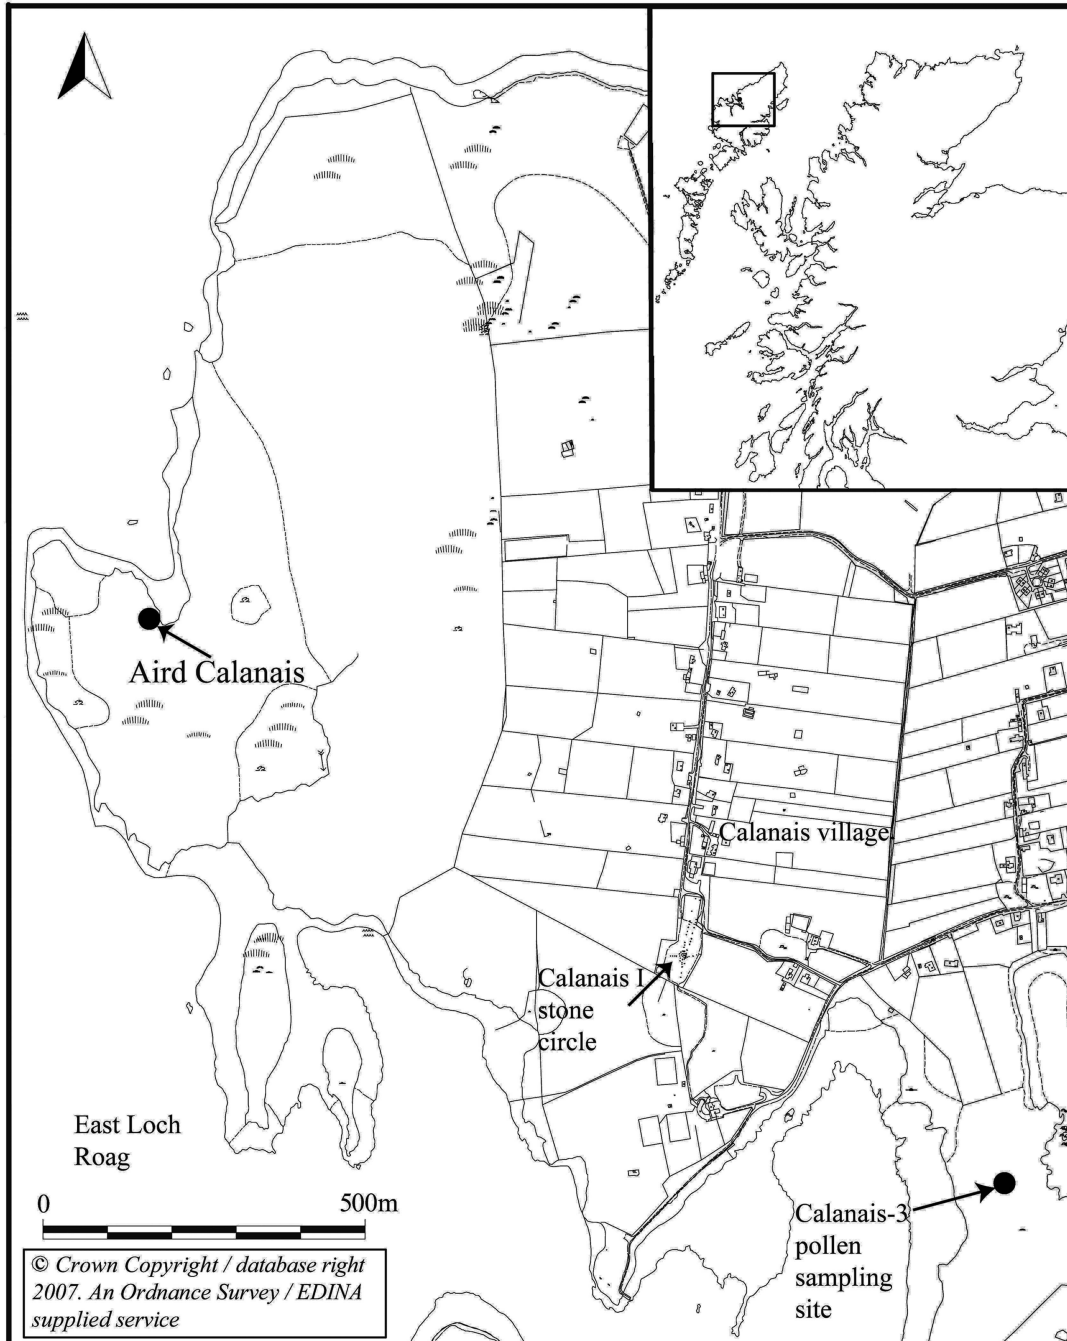 Aird Calanais
Calanais village
Calanais I
stone
circle
East Loch
Roag
0
500m
Calanais-3
pollen
sampling
site
© Crown Copyright / database right
2007. An Ordnance Survey / EDINA
supplied service